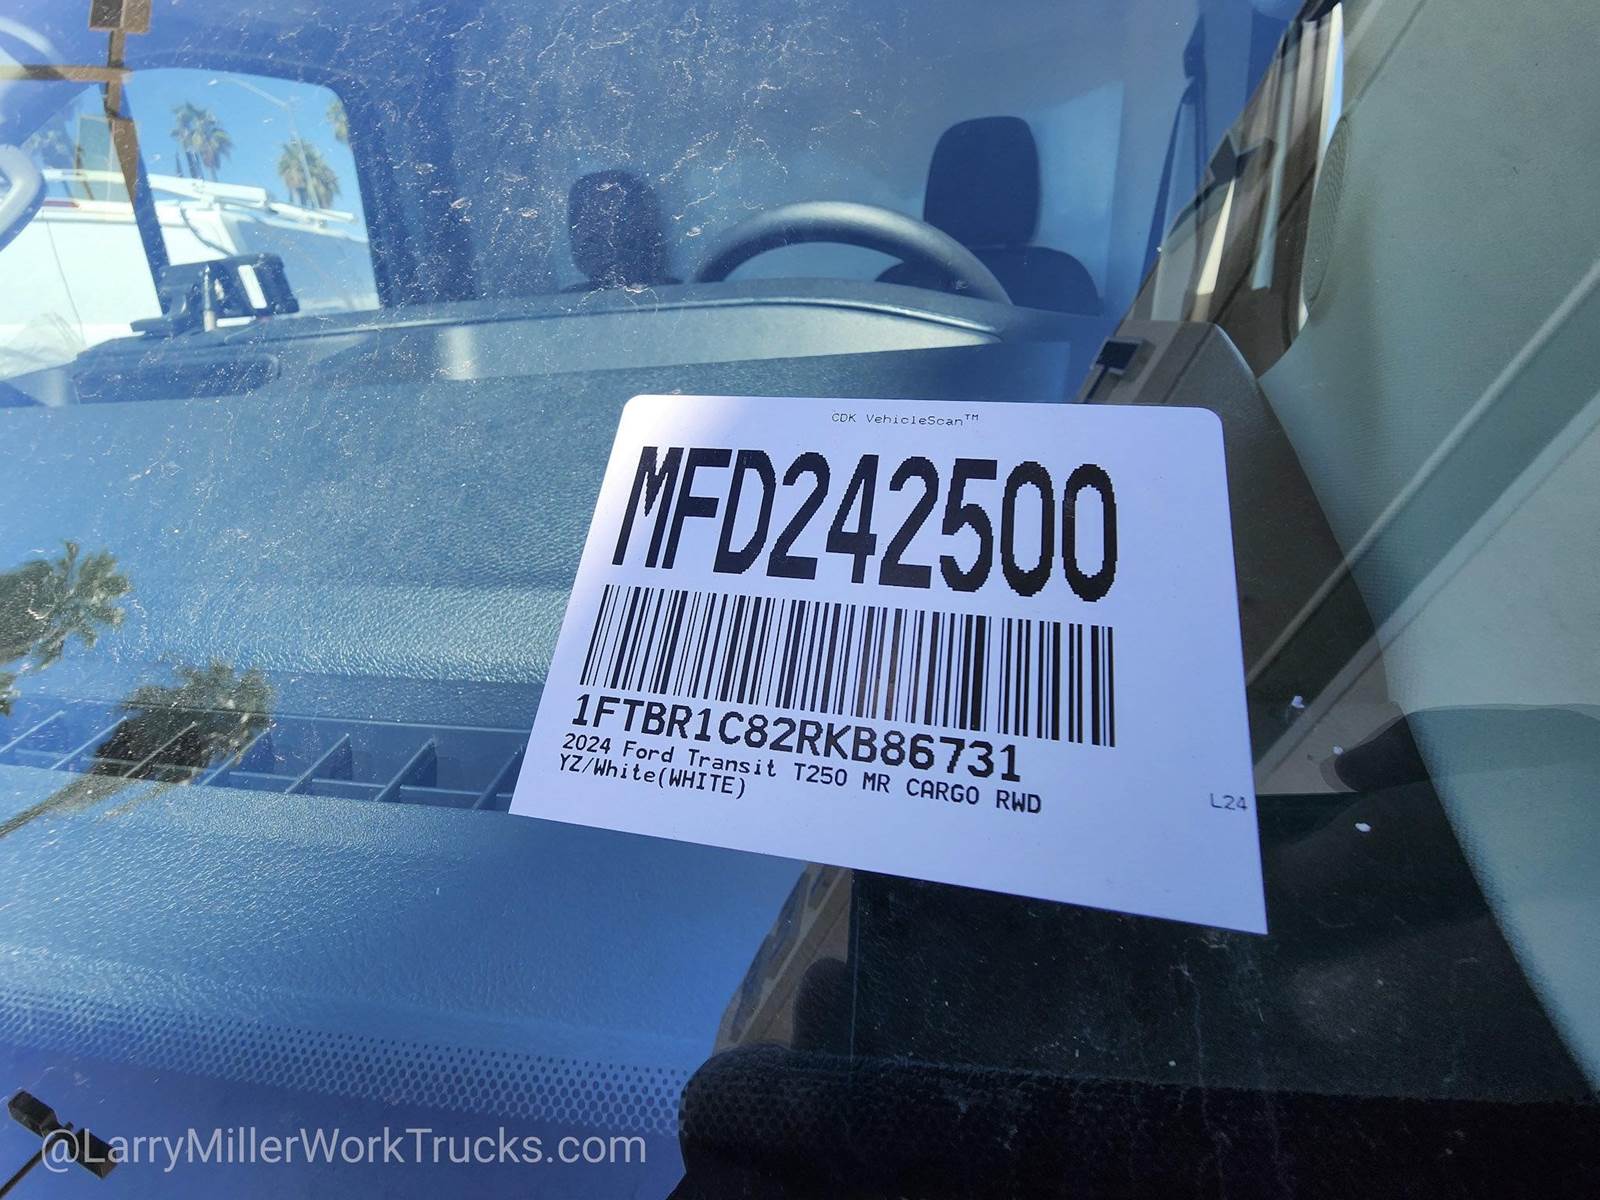 CDK VehicleScan™
MFD242500
1FTBR1C82RKB86731
2024 Ford Transit T250 MR CARGO RWD
YZ/White(WHITE)
L24
@LarryMillerWorkTrucks.com